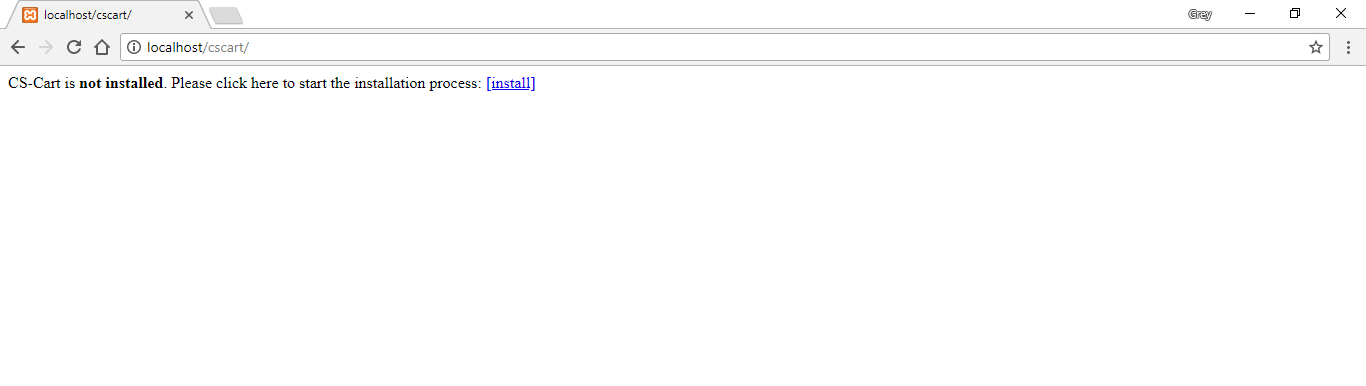 localhost/cscart/
Grey
localhost/cscart/
CS-Cart is not installed. Please click here to start the installation process: [install]